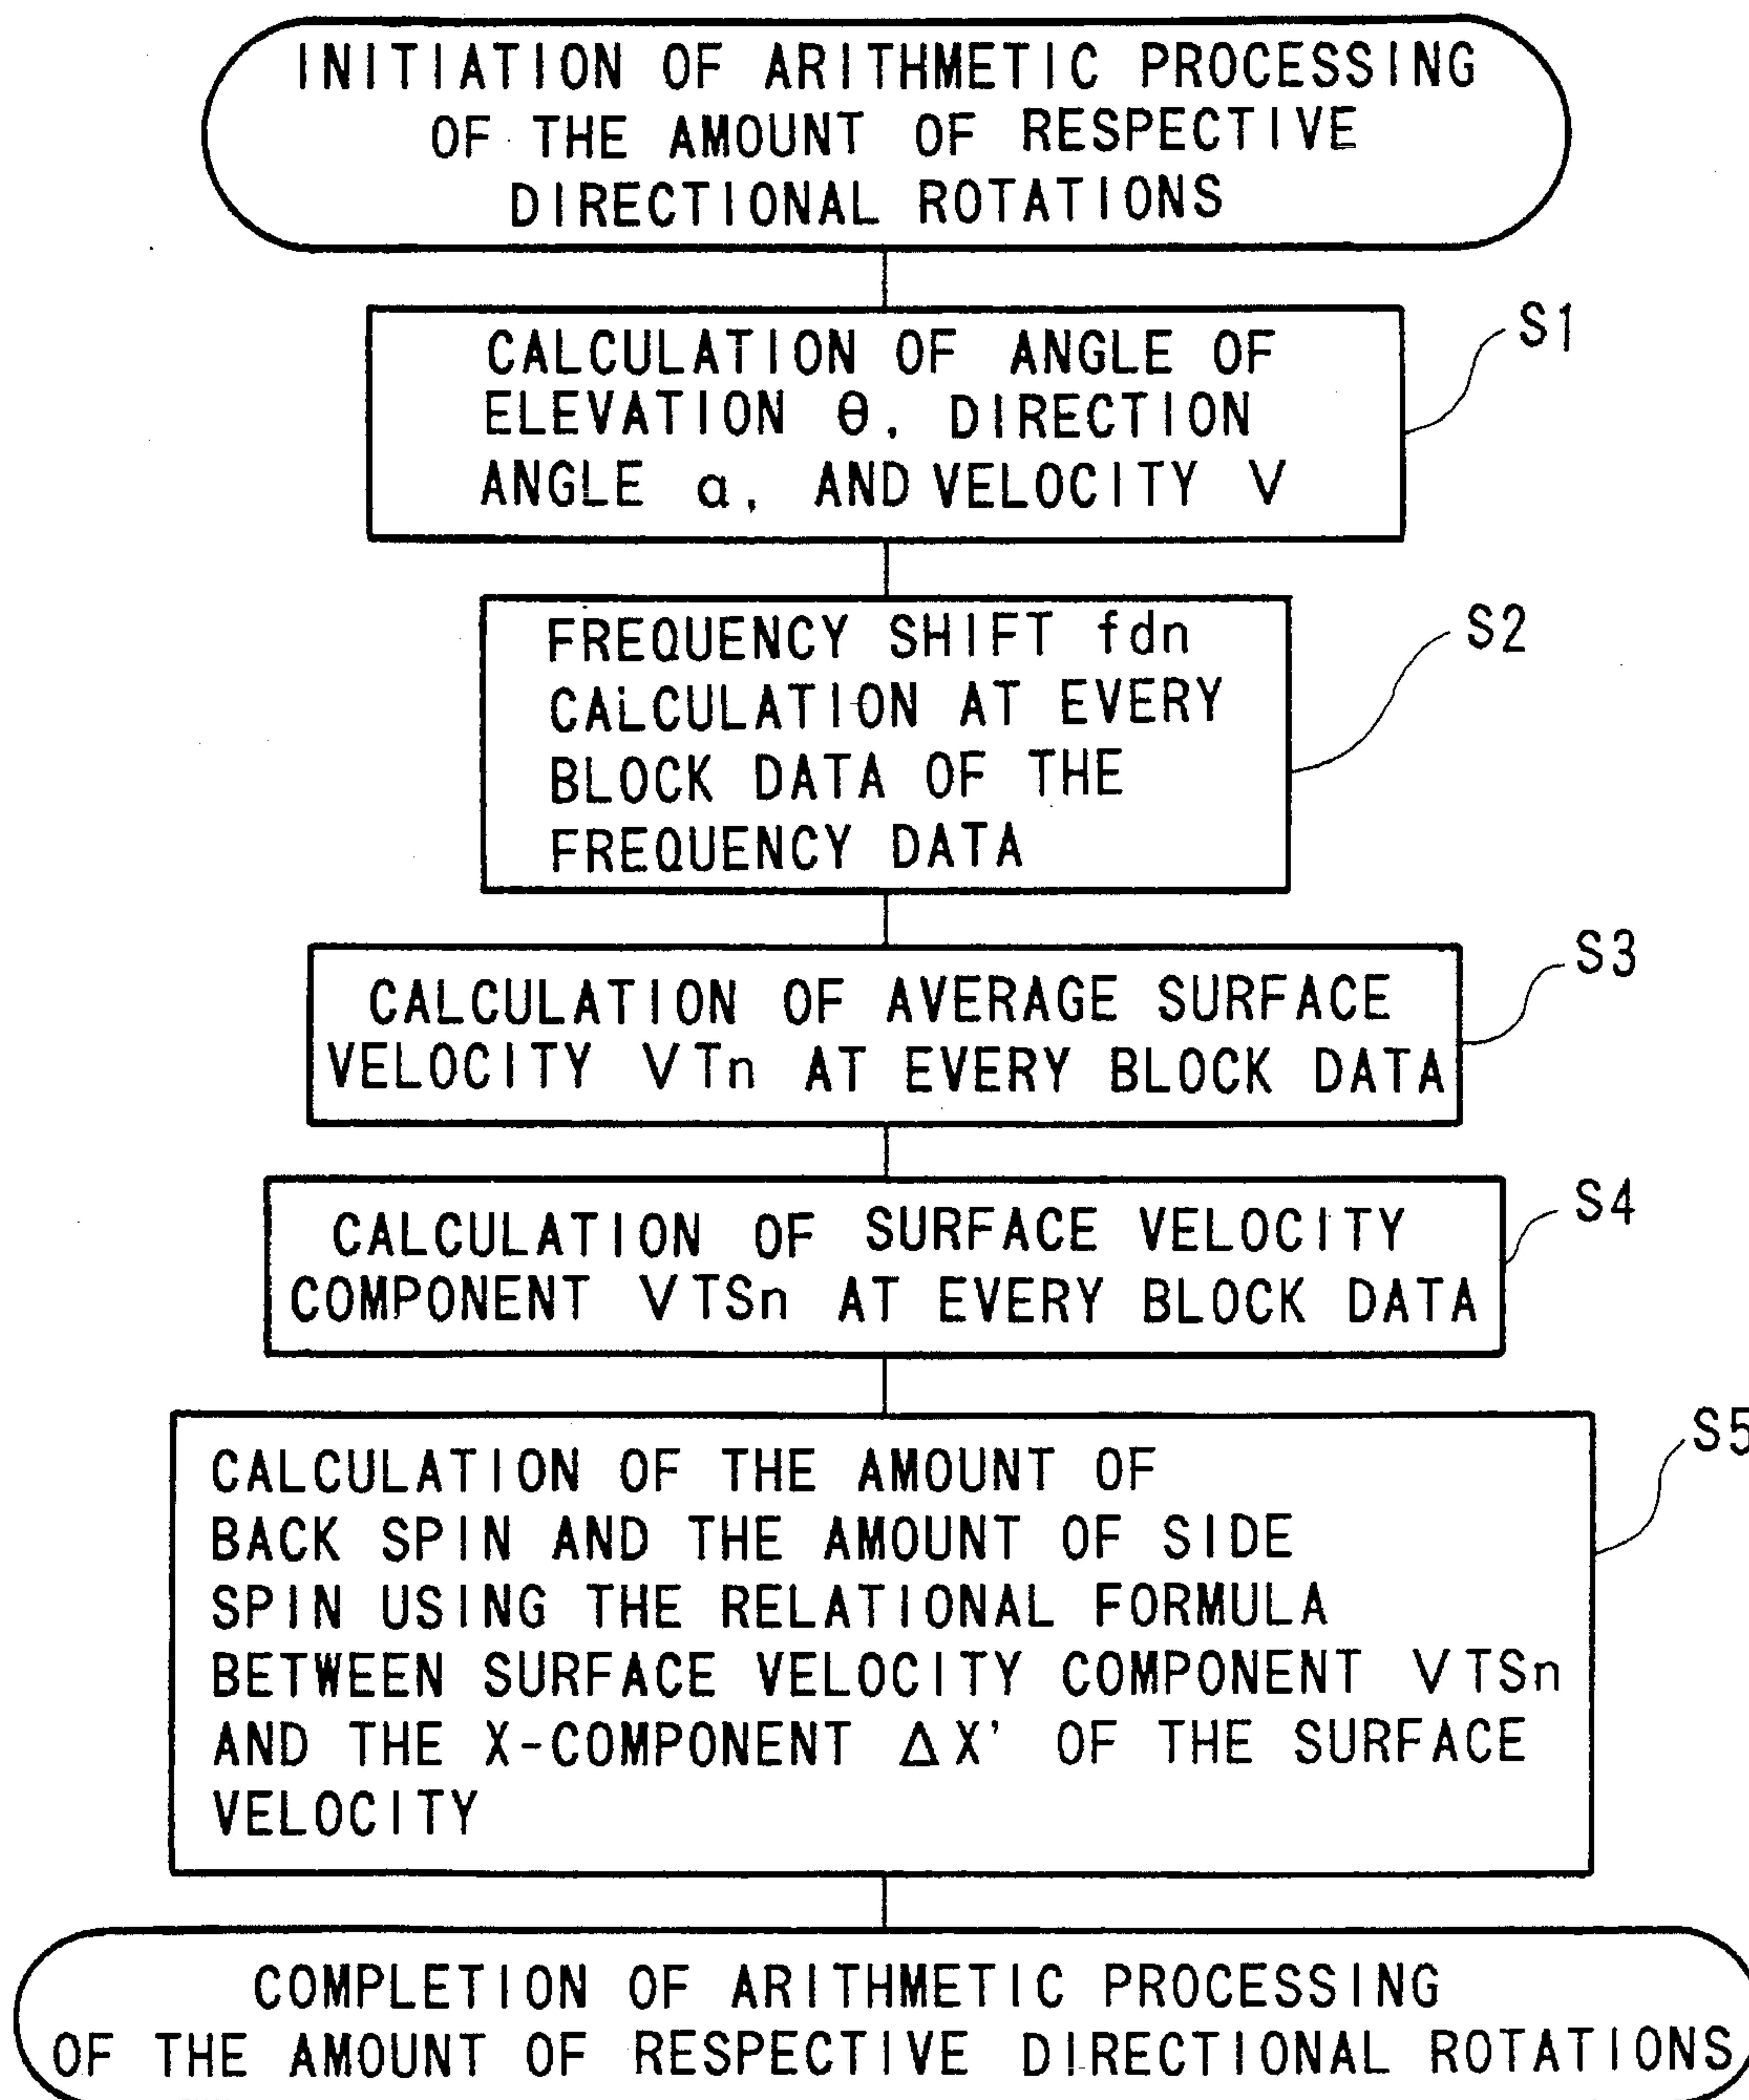 INITIATION OF ARITHMETIC PROCESSING
OF THE AMOUNT OF RESPECTIVE
DIRECTIONAL ROTATIONS
S1
CALCULATION OF ANGLE OF
ELEVATION θ, DIRECTION
ANGLE α, AND VELOCITY V
S2
FREQUENCY SHIFT fdn
CALCULATION AT EVERY
BLOCK DATA OF THE
FREQUENCY DATA
S3
CALCULATION OF AVERAGE SURFACE
VELOCITY VTn AT EVERY BLOCK DATA
S4
CALCULATION OF SURFACE VELOCITY
COMPONENT VTSn AT EVERY BLOCK DATA
S5
CALCULATION OF THE AMOUNT OF
BACK SPIN AND THE AMOUNT OF SIDE
SPIN USING THE RELATIONAL FORMULA
BETWEEN SURFACE VELOCITY COMPONENT VTSn
AND THE X-COMPONENT ΔX' OF THE SURFACE
VELOCITY
COMPLETION OF ARITHMETIC PROCESSING
OF THE AMOUNT OF RESPECTIVE DIRECTIONAL ROTATIONS